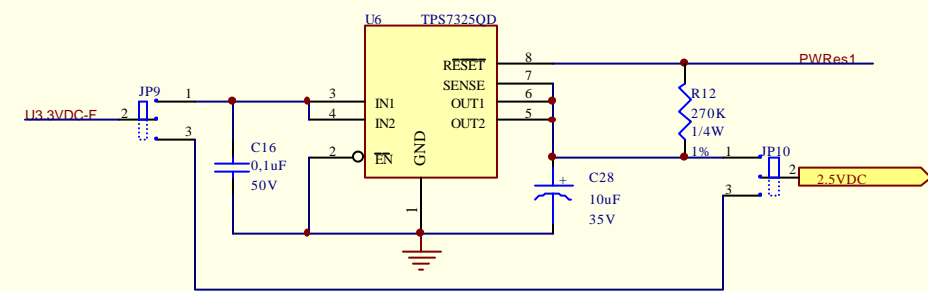 U6 TPS7325QD
8 PWRes1
RESET
JP9 SENSE 7
1 3 IN1 OUT1 6 R12
U3.3VDC-F 2 4 IN2 OUT2 5 270K
3 1/4W
2 EN GND 1% 1 JP10
C16 + 2 2.5VDC
0,1uF C28 3
50V 10uF
1 35V